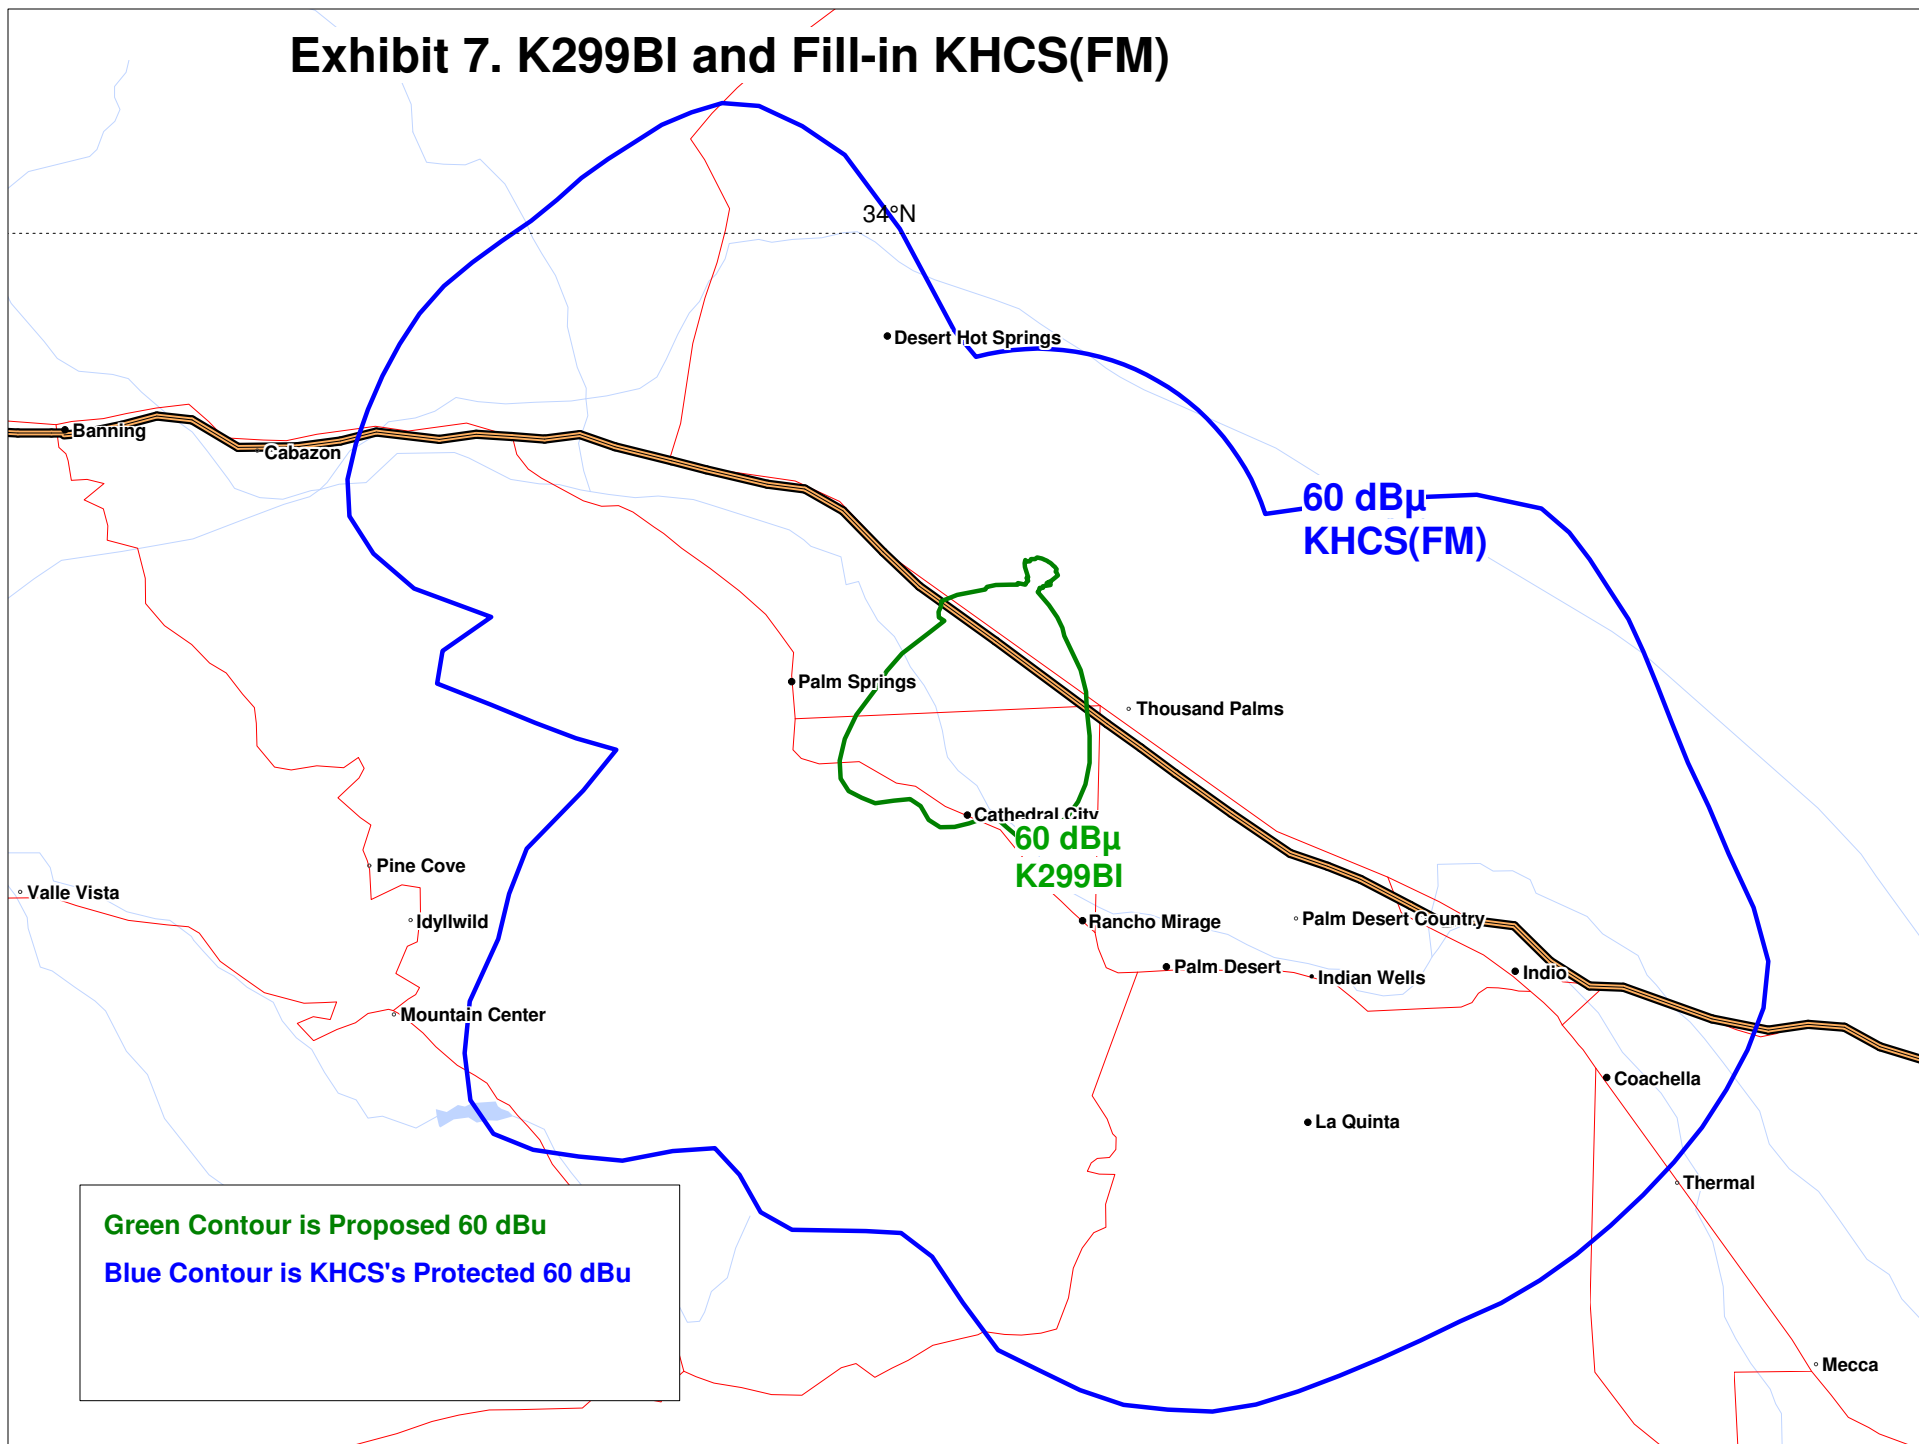 Exhibit 7. K299BI and Fill-in KHCS(FM)
34°N
Desert Hot Springs
Banning
Cabazon
60 dBµ
KHCS(FM)
Palm Springs
Thousand Palms
Cathedral City
60 dBµ
K299BI
Pine Cove
Valle Vista
Idyllwild
Rancho Mirage
Palm Desert Country
Palm Desert
Indian Wells
Indio
Mountain Center
Coachella
La Quinta
Thermal
Green Contour is Proposed 60 dBu
Blue Contour is KHCS's Protected 60 dBu
Mecca